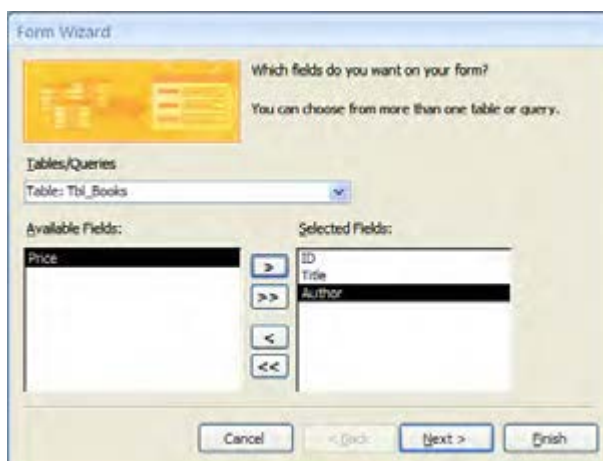 Form Wizard
Which fields do you want on your form?
You can choose from more than one table or query.
Tables/Queries
Table: Tbl_Books
Available Fields:
Selected Fields:
Price
ID
Title
Author
>
>>
<
<<
Cancel
< Back
Next >
Finish